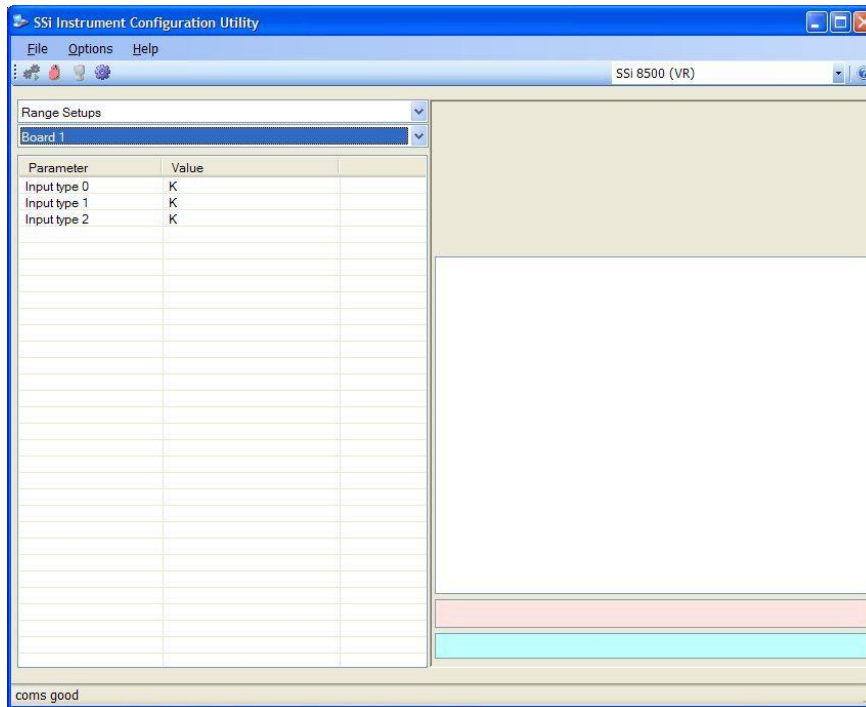 SSi Instrument Configuration Utility
File Options Help
SSi 8500 (VR)
Range Setups
Board 1
Parameter Value
Input type 0 K
Input type 1 K
Input type 2 K
coms good